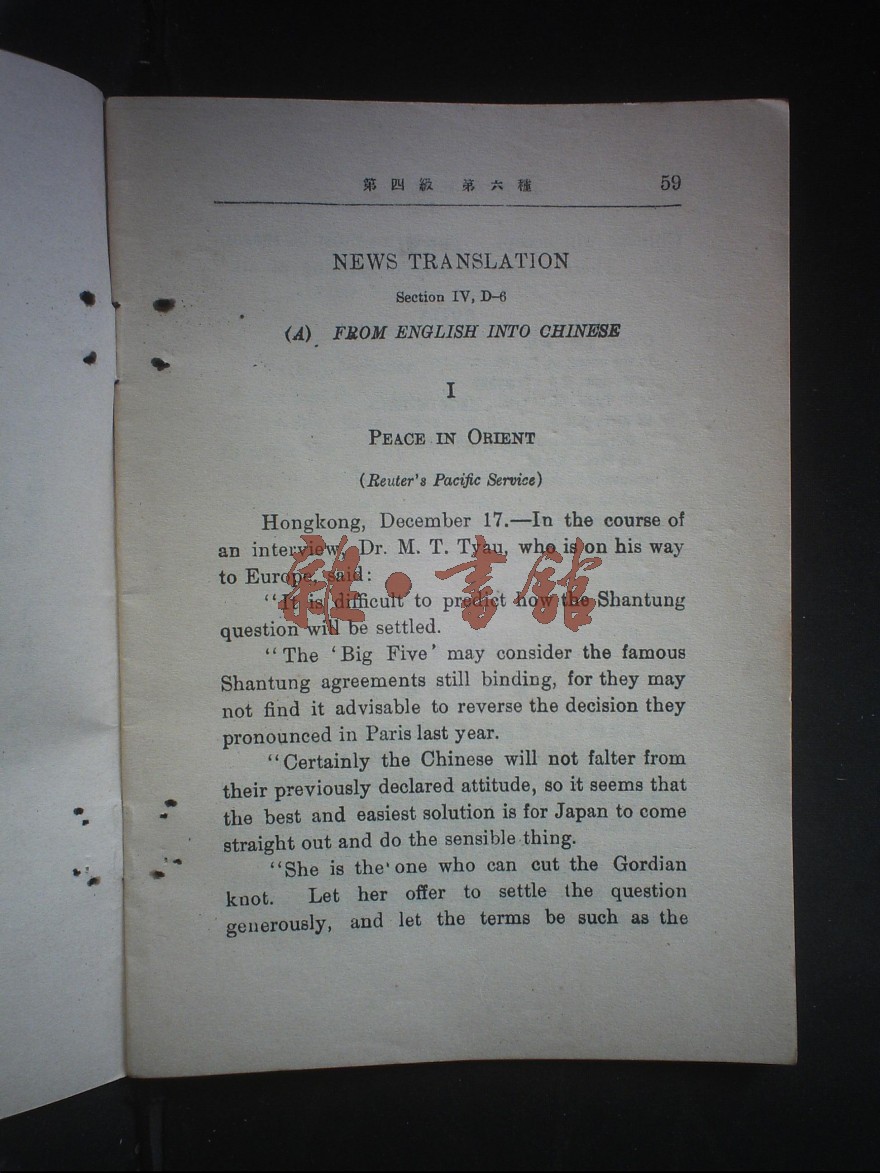 第四級 第六種 59
NEWS TRANSLATION
Section IV, D-6
(A) FROM ENGLISH INTO CHINESE
I
PEACE IN ORIENT
(Reuter's Pacific Service)
Hongkong, December 17.—In the course of
an interview, Dr. M. T. Tyau, who is on his way
to Europe, said:
"It is difficult to predict how the Shantung
question will be settled.
"The 'Big Five' may consider the famous
Shantung agreements still binding, for they may
not find it advisable to reverse the decision they
pronounced in Paris last year.
"Certainly the Chinese will not falter from
their previously declared attitude, so it seems that
the best and easiest solution is for Japan to come
straight out and do the sensible thing.
"She is the one who can cut the Gordian
knot. Let her offer to settle the question
generously, and let the terms be such as the
雜·書館